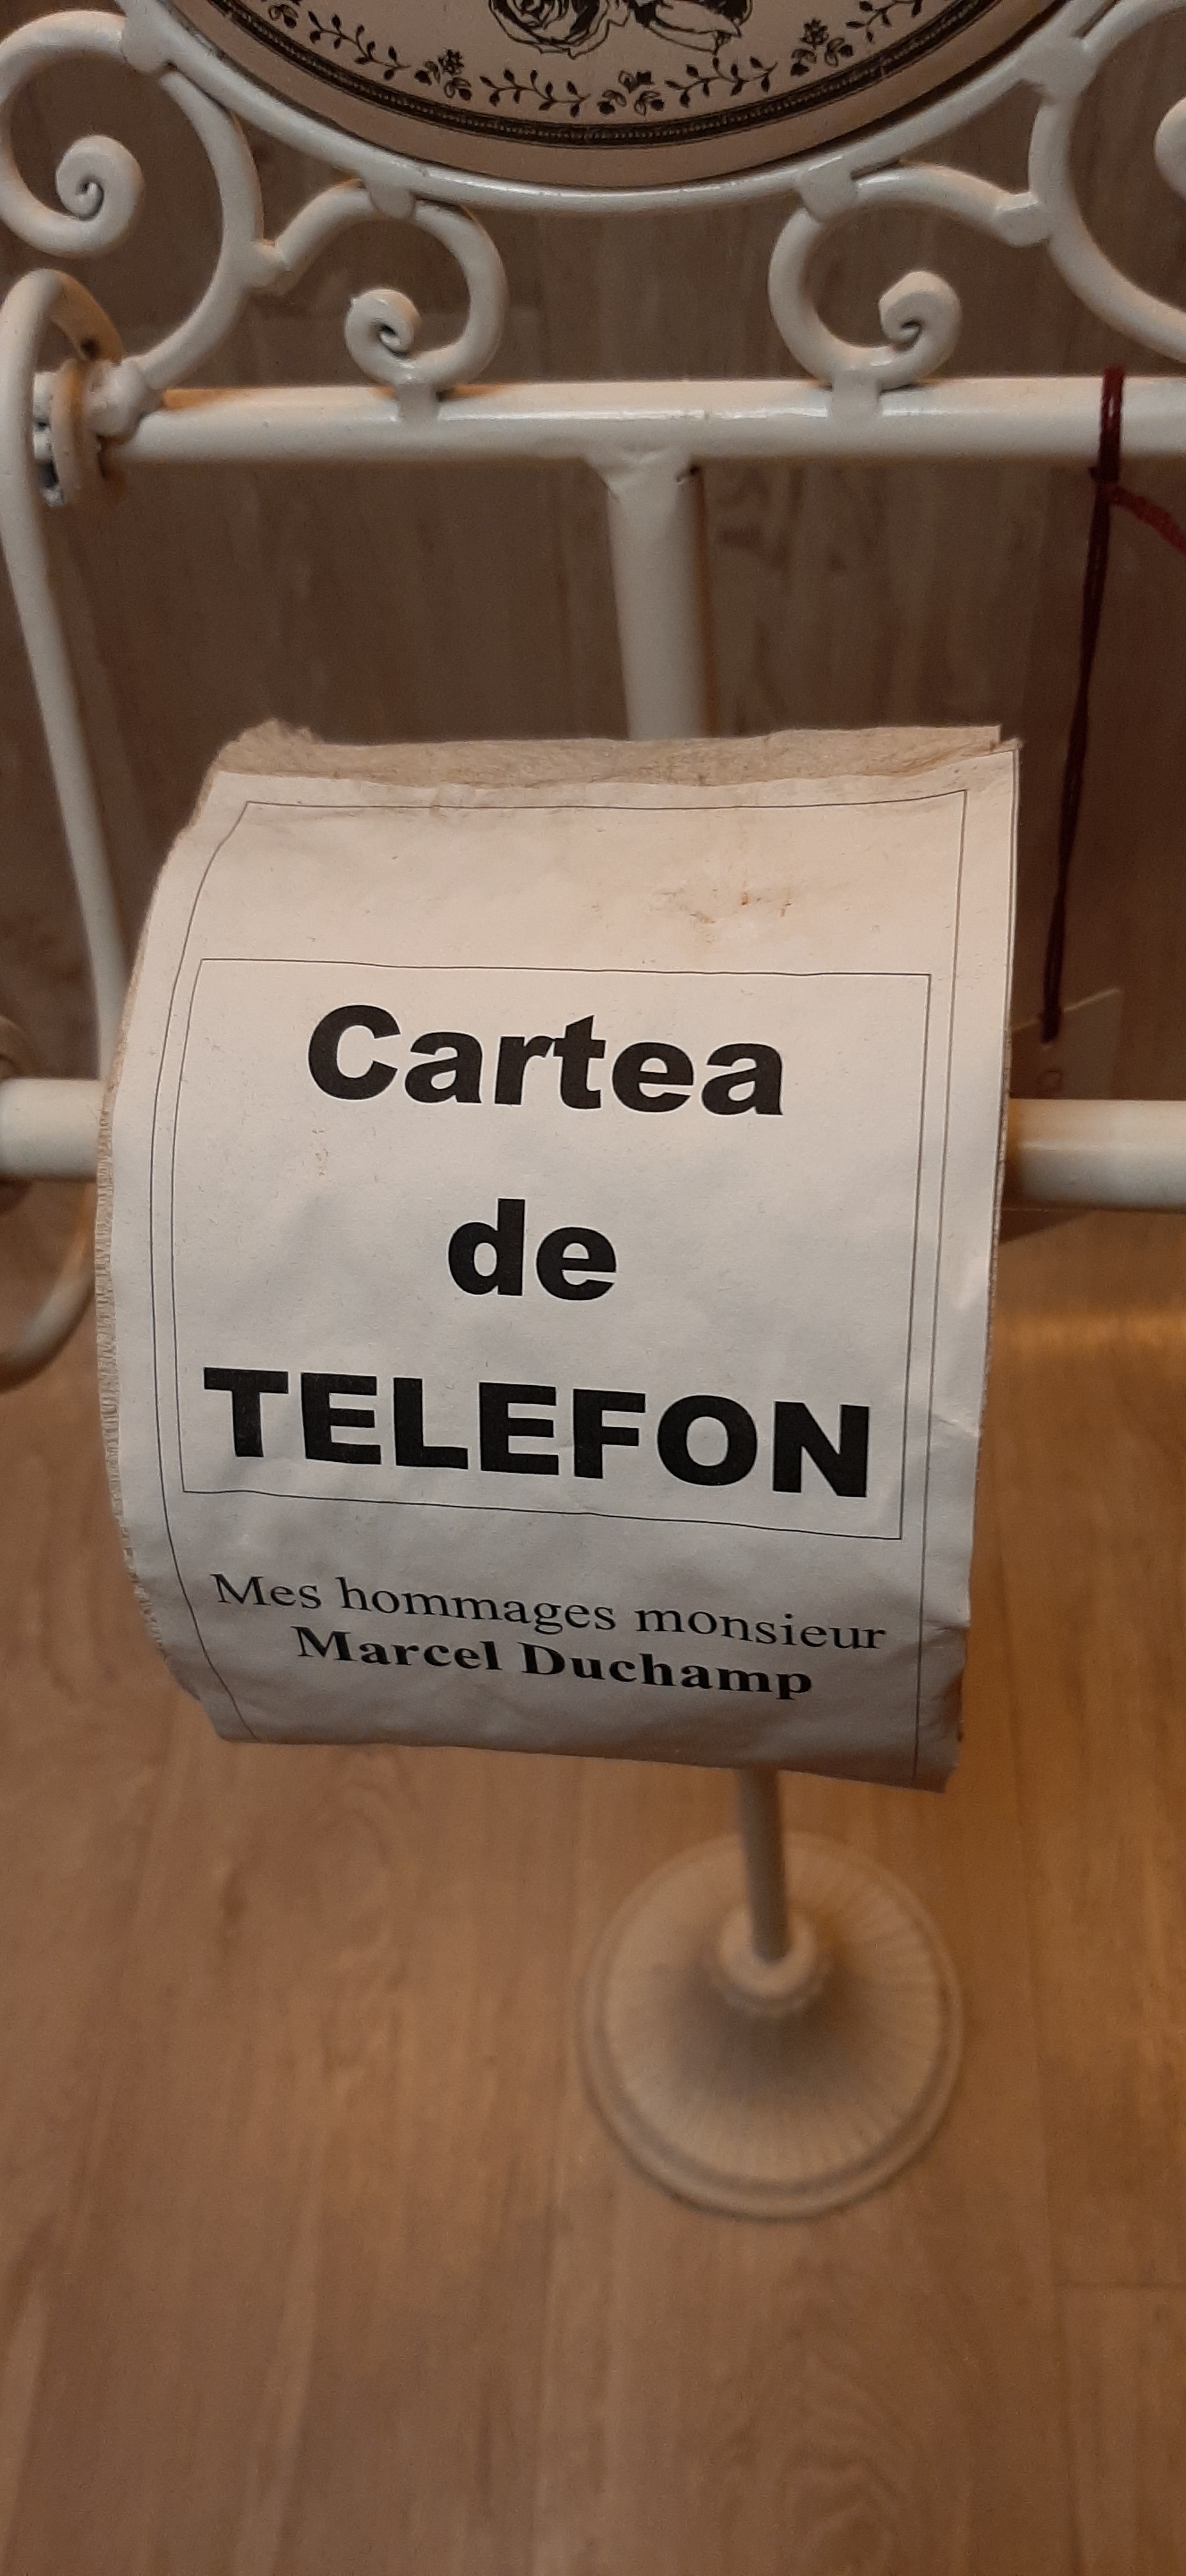 Cartea
de
TELEFON
Mes hommages monsieur
Marcel Duchamp